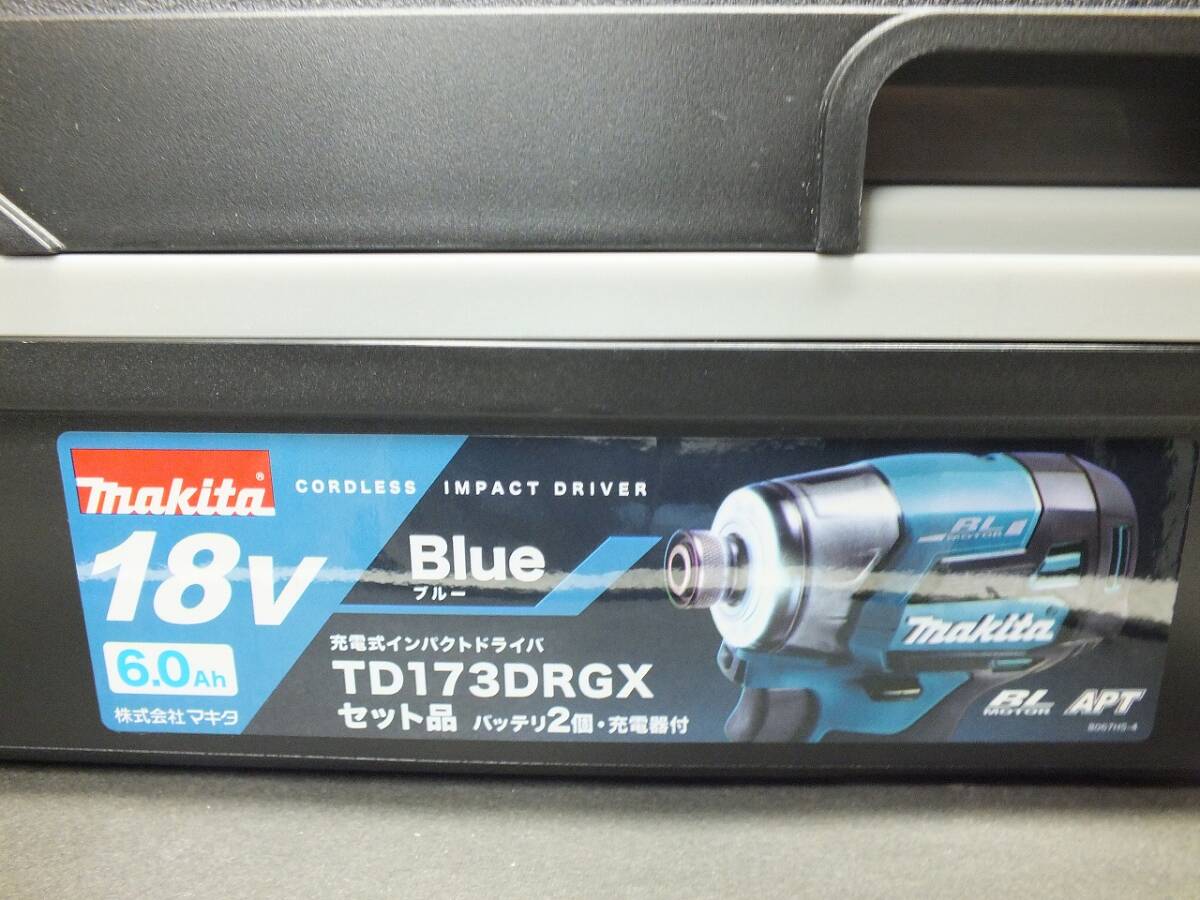 makita®
CORDLESS IMPACT DRIVER
18V
Blue
ブルー
6.0Ah
株式会社マキタ
充電式インパクトドライバ
TD173DRGX
セット品 バッテリ2個・充電器付
BL MOTOR
makita
BL MOTOR
APT